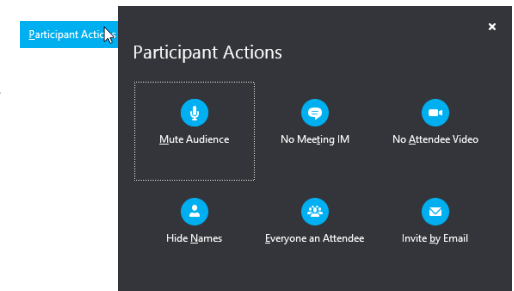 Participant Actions
Participant Actions
Mute Audience
No Meeting IM
No Attendee Video
Hide Names
Everyone an Attendee
Invite by Email